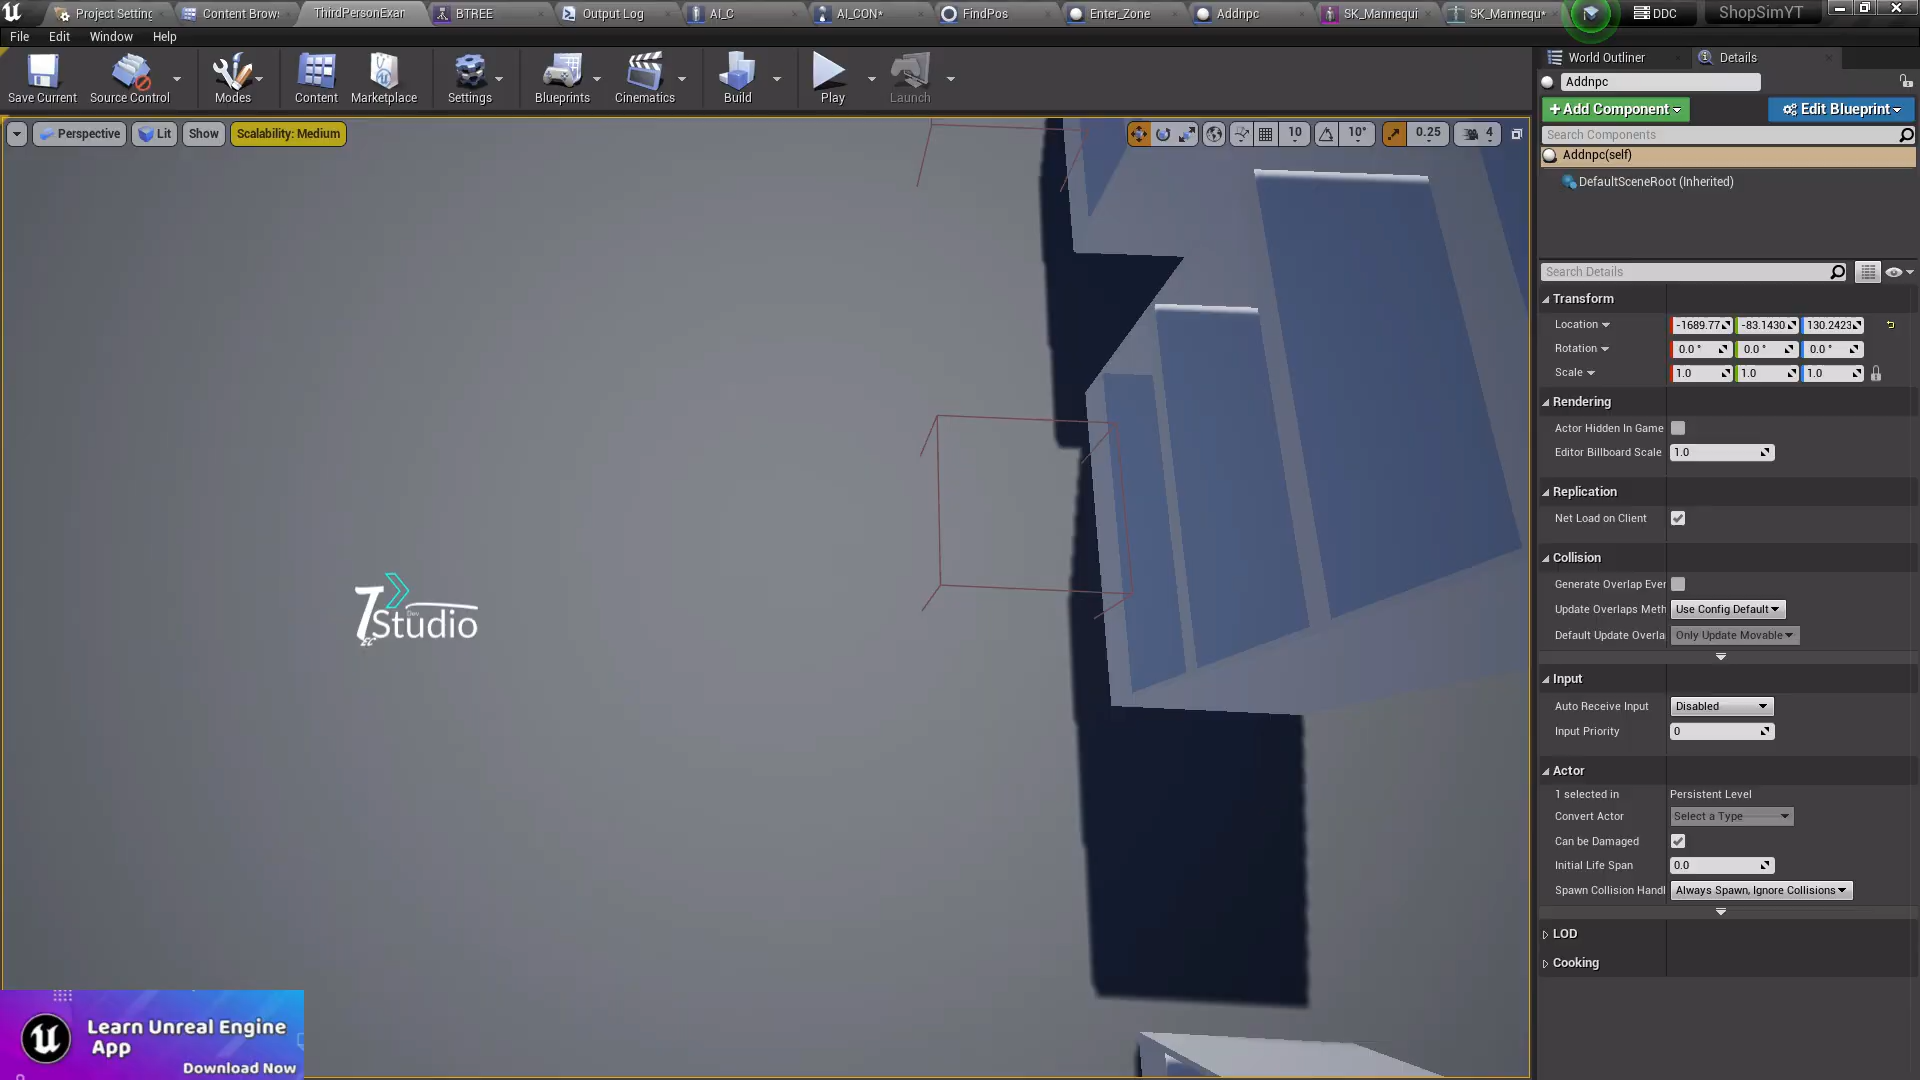 Project Setting
Content Brow
ThirdPersonExan
BTREE
Output Log
AI_C
AI_CON*
FindPos
Enter_Zone
Addnpc
SK_Mannequi
SK_Mannequ*
DDC
ShopSimYT
File
Edit
Window
Help
Save Current
Source Control
Modes
Content
Marketplace
Settings
Blueprints
Cinematics
Build
Play
Launch
Perspective
Lit
Show
Scalability: Medium
10
10°
0.25
4
World Outliner
Details
Addnpc
+Add Component
Edit Blueprint
Search Components
Addnpc(self)
DefaultSceneRoot (Inherited)
Search Details
Transform
Location
-1689.77
-83.1430
130.2423
Rotation
0.0 °
0.0 °
0.0 °
Scale
1.0
1.0
1.0
Rendering
Actor Hidden In Game
Editor Billboard Scale
1.0
Replication
Net Load on Client
Collision
Generate Overlap Ever
Update Overlaps Meth
Use Config Default
Default Update Overla
Only Update Movable
Input
Auto Receive Input
Disabled
Input Priority
0
Actor
1 selected in
Persistent Level
Convert Actor
Select a Type
Can be Damaged
Initial Life Span
0.0
Spawn Collision Handl
Always Spawn, Ignore Collisions
LOD
Cooking
Dev
Studio
Learn Unreal Engine
App
Download Now